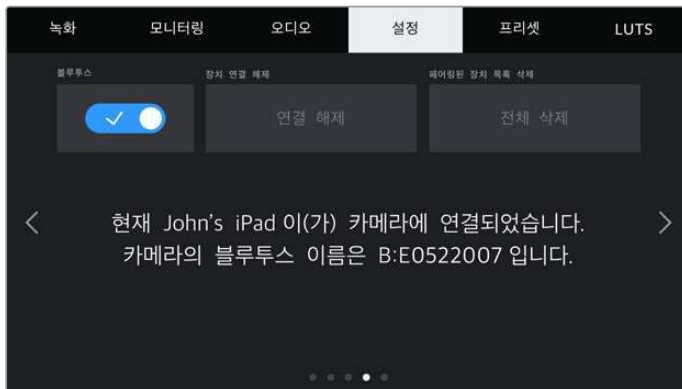 녹화 모니터링 오디오 설정 프리셋 LUTS
블루투스 장치 연결 해제 페어링된 장치 목록 삭제
연결 해제 전체 삭제
현재 John's iPad 이(가) 카메라에 연결되었습니다.
카메라의 블루투스 이름은 B:E0522007 입니다.